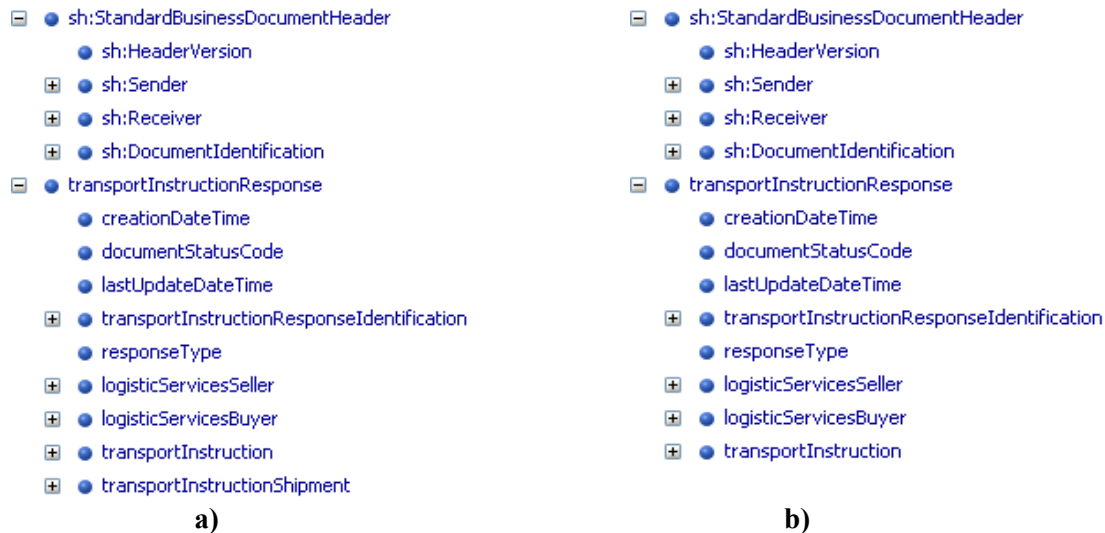 sh:StandardBusinessDocumentHeader
sh:HeaderVersion
sh:Sender
sh:Receiver
sh:DocumentIdentification
transportInstructionResponse
creationDateTime
documentStatusCode
lastUpdateDateTime
transportInstructionResponseIdentification
responseType
logisticServicesSeller
logisticServicesBuyer
transportInstruction
transportInstructionShipment
a)
sh:StandardBusinessDocumentHeader
sh:HeaderVersion
sh:Sender
sh:Receiver
sh:DocumentIdentification
transportInstructionResponse
creationDateTime
documentStatusCode
lastUpdateDateTime
transportInstructionResponseIdentification
responseType
logisticServicesSeller
logisticServicesBuyer
transportInstruction
b)